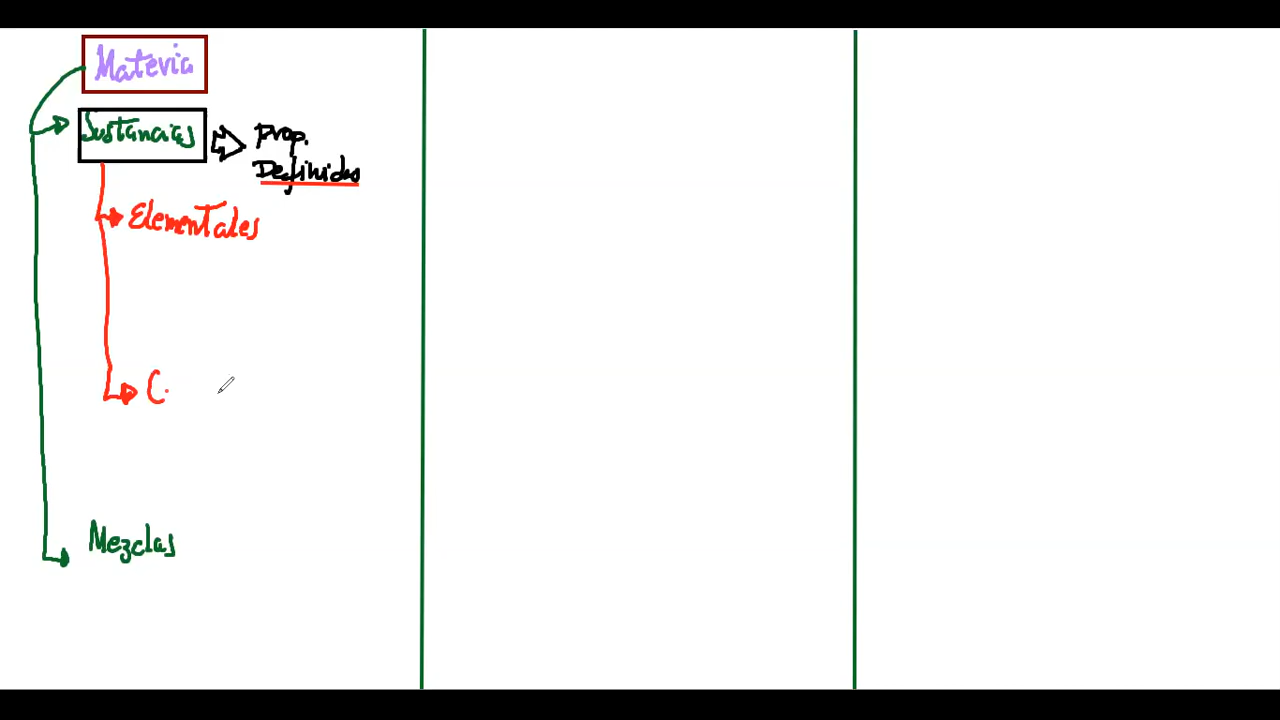 Materia
Sustancias
Prop.
Definidas
Elementales
C.
Mezclas